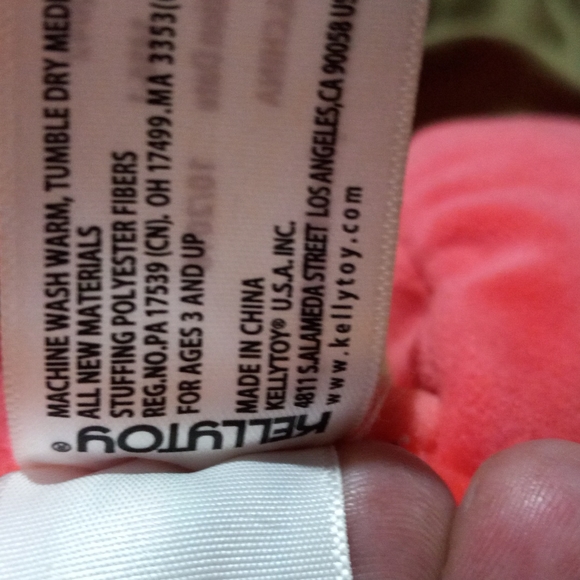 MACHINE WASH WARM, TUMBLE DRY
ALL NEW MATERIALS
STUFFING POLYESTER FIBERS
REG.NO.PA 17539 (CN). OH 17499.MA 3353(
FOR AGES 3 AND UP
MADE IN CHINA
KELLYTOY® U.S.A. INC.
4811 S.ALAMEDA STREET LOS ANGELES,CA 90058
www.kellytoy.com
KELLYTOY®